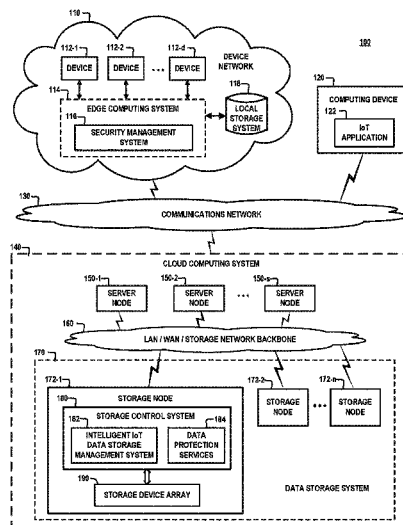 110
100
112-1
112-2
112-d
DEVICE
DEVICE
DEVICE
DEVICE NETWORK
114
118
EDGE COMPUTING SYSTEM
116
SECURITY MANAGEMENT SYSTEM
LOCAL STORAGE SYSTEM
120
COMPUTING DEVICE
122
IoT APPLICATION
130
COMMUNICATIONS NETWORK
140
CLOUD COMPUTING SYSTEM
150-1
150-2
150-s
SERVER NODE
SERVER NODE
SERVER NODE
160
LAN / WAN / STORAGE NETWORK BACKBONE
170
172-1
172-2
172-n
STORAGE NODE
STORAGE NODE
STORAGE NODE
180
STORAGE CONTROL SYSTEM
182
184
INTELLIGENT IoT DATA STORAGE MANAGEMENT SYSTEM
DATA PROTECTION SERVICES
190
STORAGE DEVICE ARRAY
DATA STORAGE SYSTEM